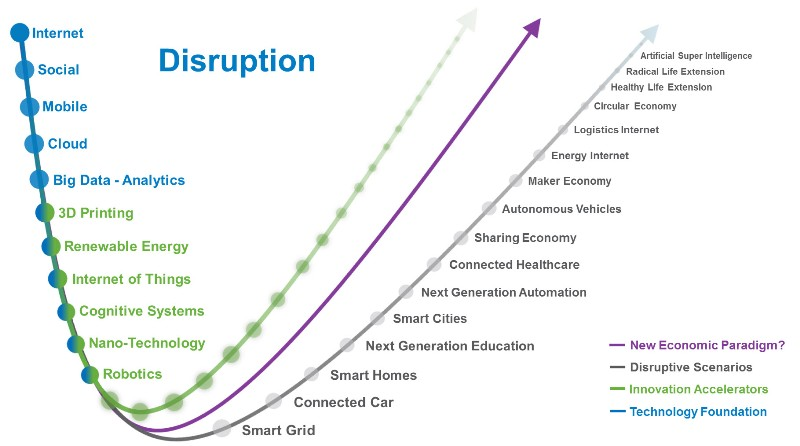 Disruption
Internet
Social
Mobile
Cloud
Big Data - Analytics
3D Printing
Renewable Energy
Internet of Things
Cognitive Systems
Nano-Technology
Robotics
Artificial Super Intelligence
Radical Life Extension
Healthy Life Extension
Circular Economy
Logistics Internet
Energy Internet
Maker Economy
Autonomous Vehicles
Sharing Economy
Connected Healthcare
Next Generation Automation
Smart Cities
Next Generation Education
Smart Homes
Connected Car
Smart Grid
New Economic Paradigm?
Disruptive Scenarios
Innovation Accelerators
Technology Foundation